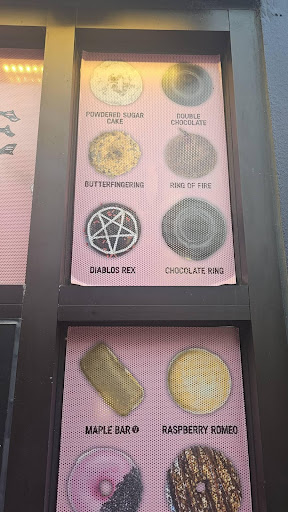 POWDERED SUGAR
CAKE
DOUBLE
CHOCOLATE
BUTTERFINGERING
RING OF FIRE
DIABLOS REX
CHOCOLATE RING
MAPLE BAR V
RASPBERRY ROMEO